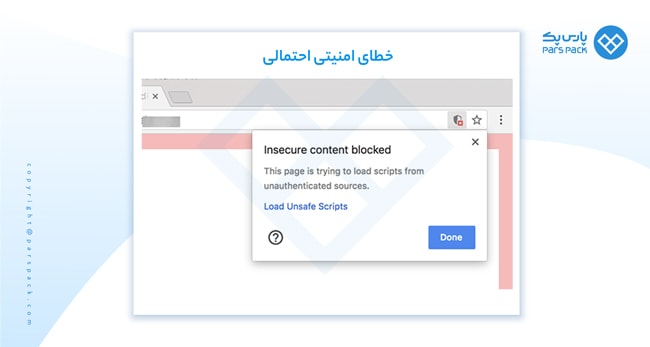 پارس پک
PARS PACK
خطای امنیتی احتمالی
Insecure content blocked
This page is trying to load scripts from
unauthenticated sources.
Load Unsafe Scripts
Done
copyright@parspack.com